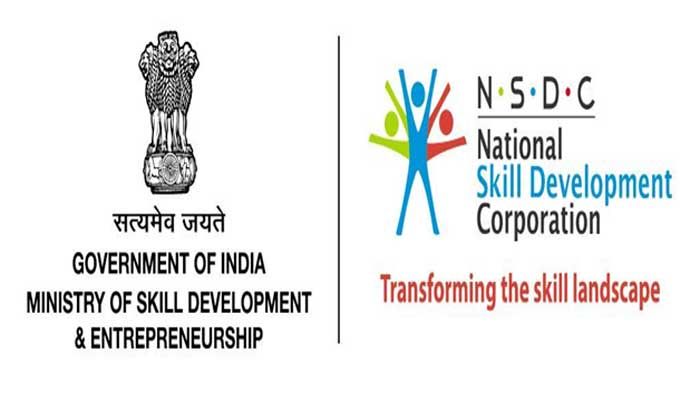 सत्यमेव जयते
GOVERNMENT OF INDIA
MINISTRY OF SKILL DEVELOPMENT
& ENTREPRENEURSHIP
N·S·D·C
National
Skill Development
Corporation
Transforming the skill landscape